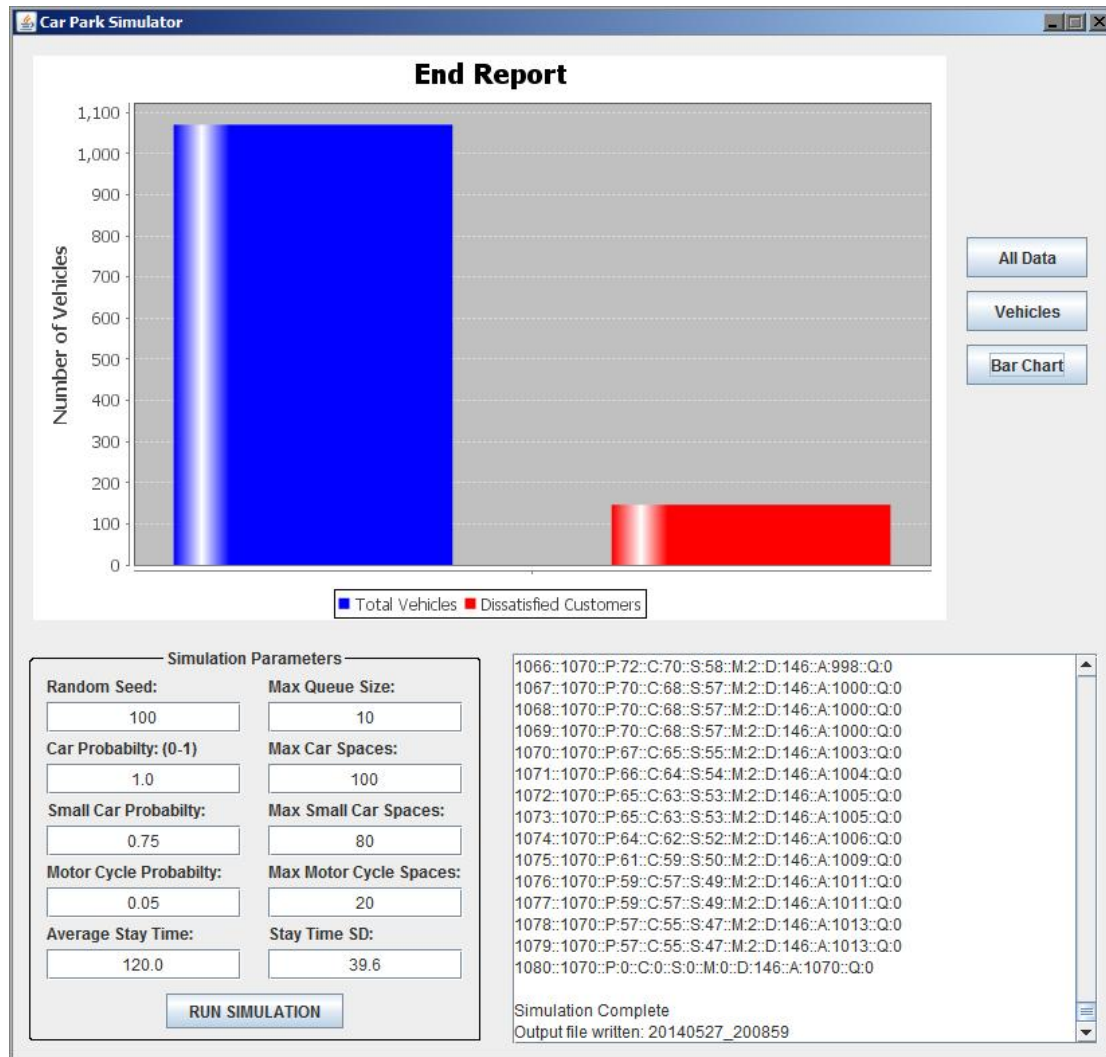 Car Park Simulator
End Report
1,100
1,000
900
800
700
600
500
400
300
200
100
0
Number of Vehicles
Total Vehicles Dissatisfied Customers
All Data
Vehicles
Bar Chart
Simulation Parameters
Random Seed: Max Queue Size:
100 10
Car Probabilty: (0-1) Max Car Spaces:
1.0 100
Small Car Probabilty: Max Small Car Spaces:
0.75 80
Motor Cycle Probabilty: Max Motor Cycle Spaces:
0.05 20
Average Stay Time: Stay Time SD:
120.0 39.6
RUN SIMULATION
1066::1070::P:72::C:70::S:58::M:2::D:146::A:998::Q:0
1067::1070::P:70::C:68::S:57::M:2::D:146::A:1000::Q:0
1068::1070::P:70::C:68::S:57::M:2::D:146::A:1000::Q:0
1069::1070::P:70::C:68::S:57::M:2::D:146::A:1000::Q:0
1070::1070::P:67::C:65::S:55::M:2::D:146::A:1003::Q:0
1071::1070::P:66::C:64::S:54::M:2::D:146::A:1004::Q:0
1072::1070::P:65::C:63::S:53::M:2::D:146::A:1005::Q:0
1073::1070::P:65::C:63::S:53::M:2::D:146::A:1005::Q:0
1074::1070::P:64::C:62::S:52::M:2::D:146::A:1006::Q:0
1075::1070::P:61::C:59::S:50::M:2::D:146::A:1009::Q:0
1076::1070::P:59::C:57::S:49::M:2::D:146::A:1011::Q:0
1077::1070::P:59::C:57::S:49::M:2::D:146::A:1011::Q:0
1078::1070::P:57::C:55::S:47::M:2::D:146::A:1013::Q:0
1079::1070::P:57::C:55::S:47::M:2::D:146::A:1013::Q:0
1080::1070::P:0::C:0::S:0::M:0::D:146::A:1070::Q:0
Simulation Complete
Output file written: 20140527_200859